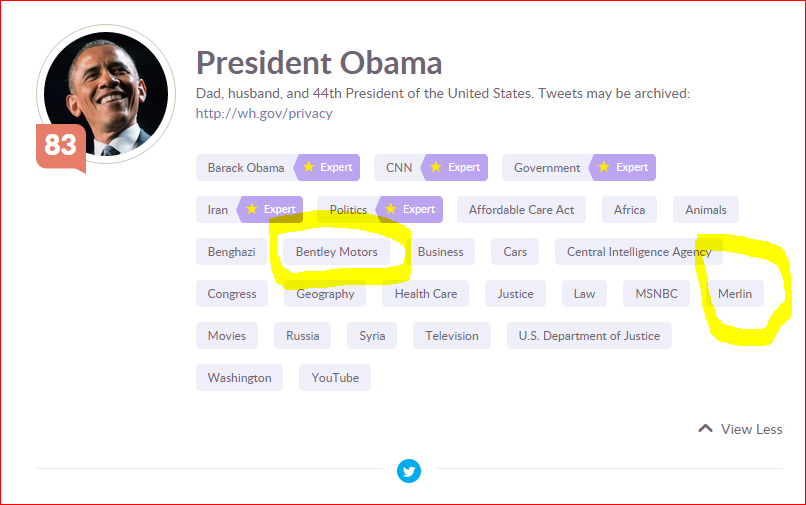 President Obama
Dad, husband, and 44th President of the United States. Tweets may be archived:
http://wh.gov/privacy
83
Barack Obama Expert CNN Expert Government Expert
Iran Expert Politics Expert Affordable Care Act Africa Animals
Benghazi Bentley Motors Business Cars Central Intelligence Agency
Congress Geography Health Care Justice Law MSNBC Merlin
Movies Russia Syria Television U.S. Department of Justice
Washington YouTube
View Less